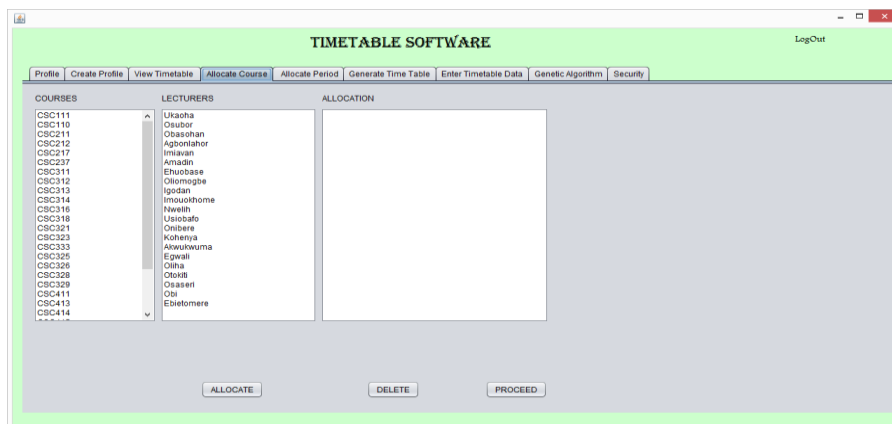 TIMETABLE SOFTWARE
LogOut
Profile Create Profile View Timetable Allocate Course Allocate Period Generate Time Table Enter Timetable Data Genetic Algorithm Security
COURSES LECTURERS ALLOCATION
CSC111 Ukaoha
CSC110 Osubor
CSC211 Obasohan
CSC212 Agbonlahor
CSC217 Imiavan
CSC237 Amadin
CSC311 Ehuobase
CSC312 Oliomogbe
CSC313 Igodan
CSC314 Imouokhome
CSC316 Nwelih
CSC318 Usiobafo
CSC321 Onibere
CSC323 Kohenya
CSC333 Akwukwuma
CSC325 Egwali
CSC326 Oliha
CSC328 Otokiti
CSC329 Osaseri
CSC411 Obi
CSC413 Ebietomere
CSC414
ALLOCATE DELETE PROCEED